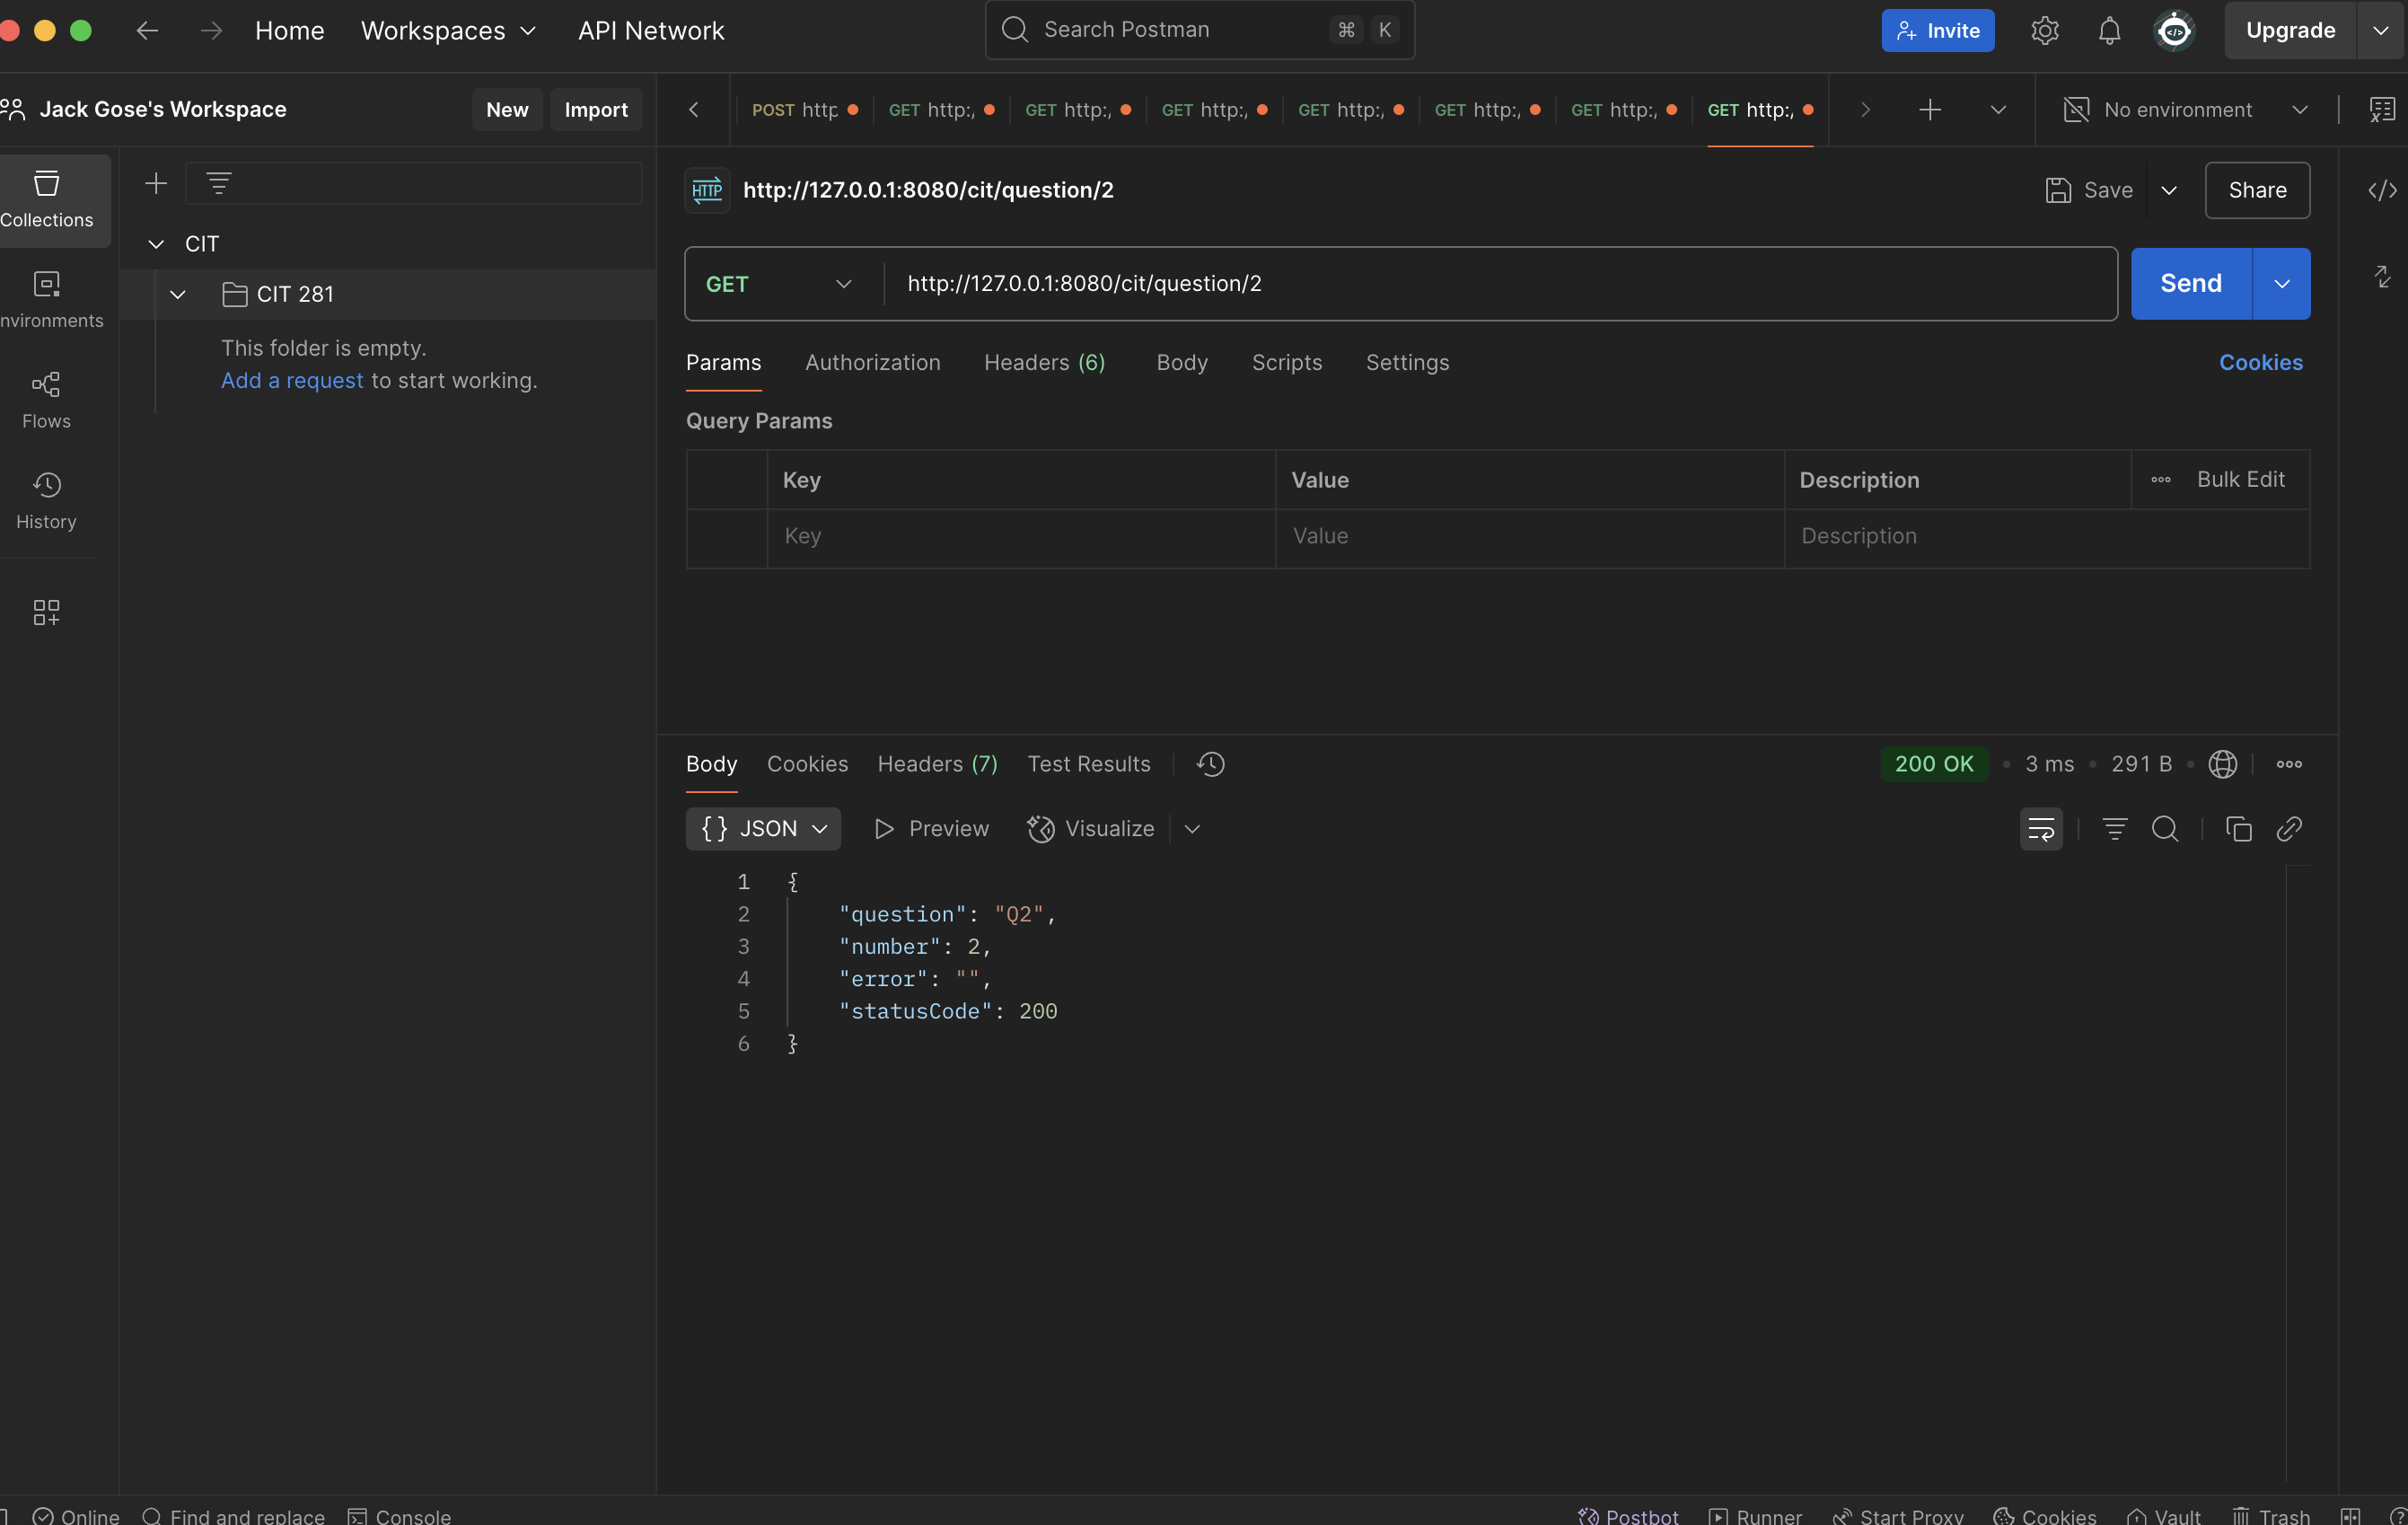 Home Workspaces API Network Search Postman ⌘ K Invite Upgrade
Jack Gose's Workspace New Import
POST http GET http:, GET http:, GET http:, GET http:, GET http:, GET http:, GET http:, No environment
Collections
nvironments
Flows
History
CIT
CIT 281
This folder is empty.
Add a request to start working.
HTTP http://127.0.0.1:8080/cit/question/2 Save Share
GET http://127.0.0.1:8080/cit/question/2 Send
Params Authorization Headers (6) Body Scripts Settings Cookies
Query Params
Key Value Description Bulk Edit
Key Value Description
Body Cookies Headers (7) Test Results 200 OK • 3 ms • 291 B •
{ } JSON Preview Visualize
1 {
2 "question": "Q2",
3 "number": 2,
4 "error": "",
5 "statusCode": 200
6 }
Online Find and replace Console Postbot Runner Start Proxy Cookies Vault Trash